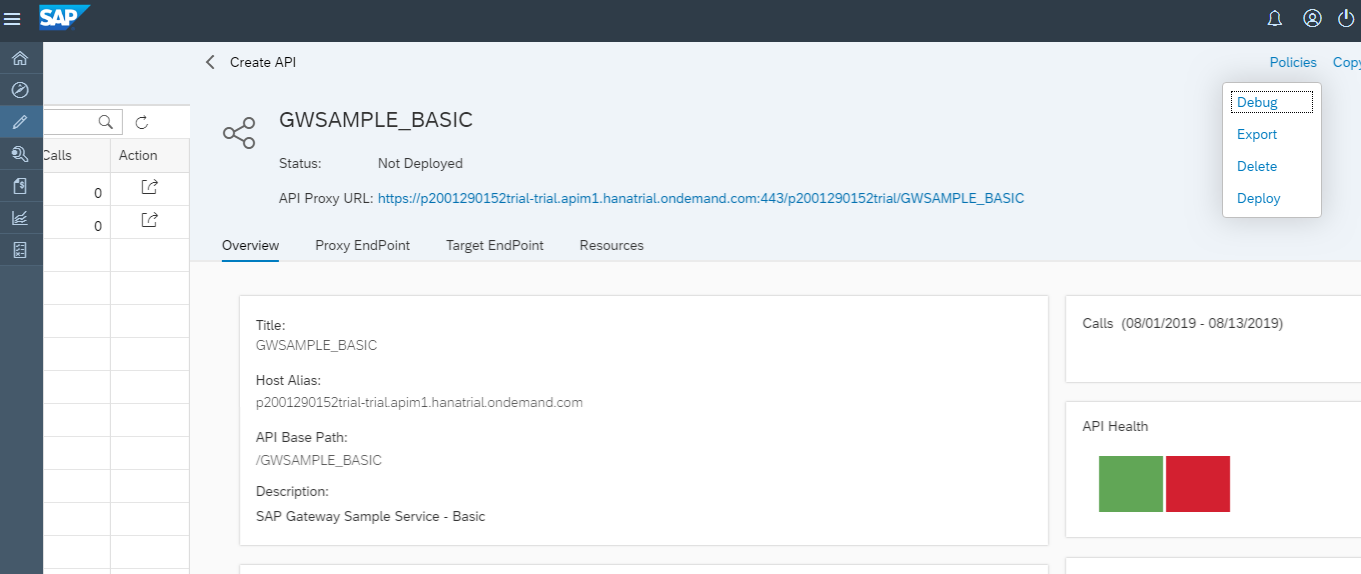 SAP
Create API
Policies Copy
Debug
Export
Delete
Deploy
GWSAMPLE_BASIC
Status: Not Deployed
API Proxy URL: https://p2001290152trial-trial.apim1.hanatrial.ondemand.com:443/p2001290152trial/GWSAMPLE_BASIC
Calls Action
0
0
Overview Proxy EndPoint Target EndPoint Resources
Title:
GWSAMPLE_BASIC
Host Alias:
p2001290152trial-trial.apim1.hanatrial.ondemand.com
API Base Path:
/GWSAMPLE_BASIC
Description:
SAP Gateway Sample Service - Basic
Calls (08/01/2019 - 08/13/2019)
API Health